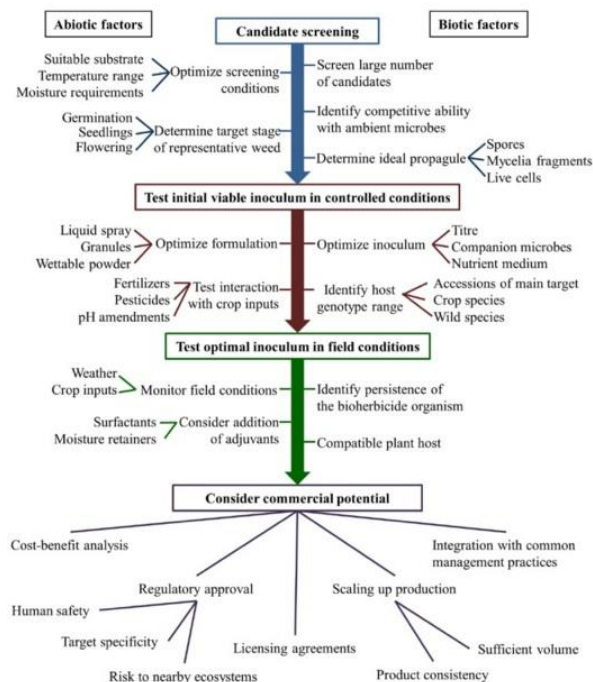 Abiotic factors
Candidate screening
Biotic factors
Suitable substrate
Temperature range
Moisture requirements
Optimize screening
conditions
Screen large number
of candidates
Germination
Seedlings
Flowering
Determine target stage
of representative weed
Identify competitive ability
with ambient microbes
Determine ideal propagule
Spores
Mycelia fragments
Live cells
Test initial viable inoculum in controlled conditions
Liquid spray
Granules
Wettable powder
Optimize formulation
Optimize inoculum
Titre
Companion microbes
Nutrient medium
Fertilizers
Pesticides
pH amendments
Test interaction
with crop inputs
Identify host
genotype range
Accessions of main target
Crop species
Wild species
Test optimal inoculum in field conditions
Weather
Crop inputs
Monitor field conditions
Identify persistence of
the bioherbicide organism
Surfactants
Moisture retainers
Consider addition
of adjuvants
Compatible plant host
Consider commercial potential
Cost-benefit analysis
Integration with common
management practices
Regulatory approval
Scaling up production
Human safety
Target specificity
Risk to nearby ecosystems
Licensing agreements
Sufficient volume
Product consistency